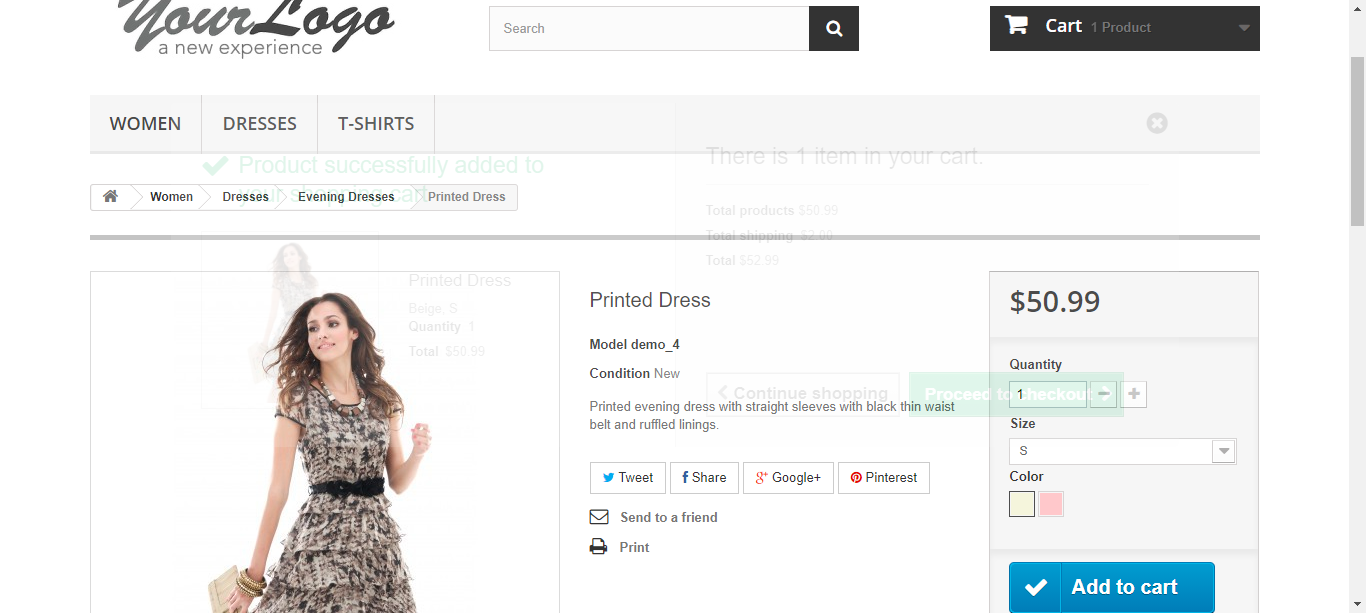 YourLogo
a new experience
Search
Cart 1 Product
WOMEN
DRESSES
T-SHIRTS
Product successfully added to
your shopping cart
There is 1 item in your cart.
Women
Dresses
Evening Dresses
Printed Dress
Total products $50.99
Total shipping $2.00
Total $52.99
Printed Dress
Beige, S
Quantity 1
Total $50.99
Continue shopping
Proceed to checkout
Printed Dress
Model demo_4
Condition New
Printed evening dress with straight sleeves with black thin waist
belt and ruffled linings.
Tweet
Share
Google+
Pinterest
Send to a friend
Print
$50.99
Quantity
1
Size
S
Color
Add to cart